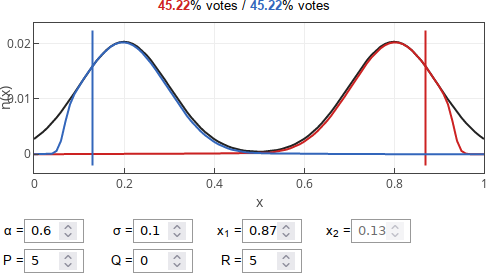 45.22% votes / 45.22% votes
0.02
0.01
n(x)
0
0 0.2 0.4 0.6 0.8 1
x
α = 0.6 σ = 0.1 x1 = 0.87 x2 = 0.13
P = 5 Q = 0 R = 5